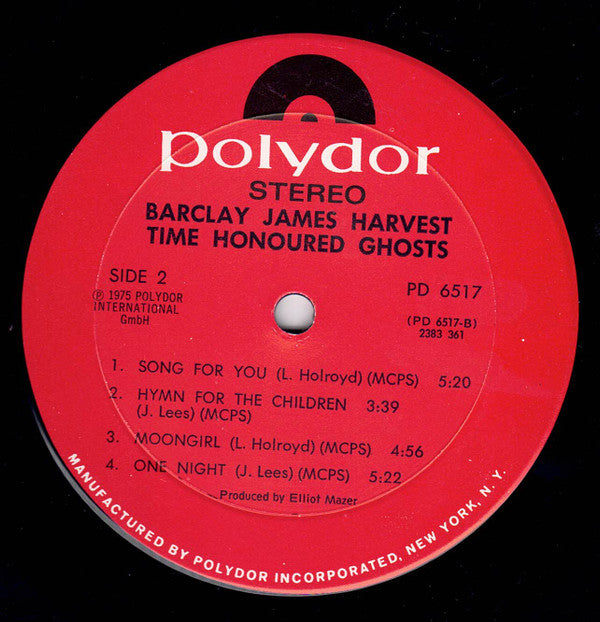 polydor
STEREO
BARCLAY JAMES HARVEST
TIME HONOURED GHOSTS
SIDE 2
PD 6517
℗ 1975 POLYDOR
INTERNATIONAL
GmbH
(PD 6517-B)
2383 361
1. SONG FOR YOU (L. Holroyd) (MCPS) 5:20
2. HYMN FOR THE CHILDREN 3:39
(J. Lees) (MCPS)
3. MOONGIRL (L. Holroyd) (MCPS) 4:56
4. ONE NIGHT (J. Lees) (MCPS) 5:22
Produced by Elliot Mazer
MANUFACTURED BY POLYDOR INCORPORATED, NEW YORK, N.Y.